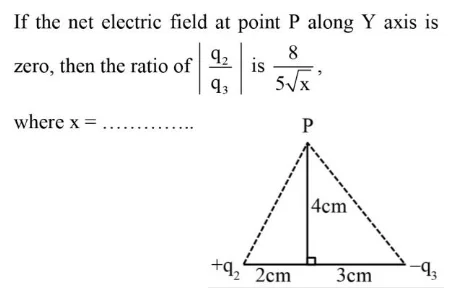 If the net electric field at point P along Y axis is
zero, then the ratio of |q₂/q₃| is 8/5√x,
where x = ..............
P
4cm
+q₂ 2cm 3cm −q₃